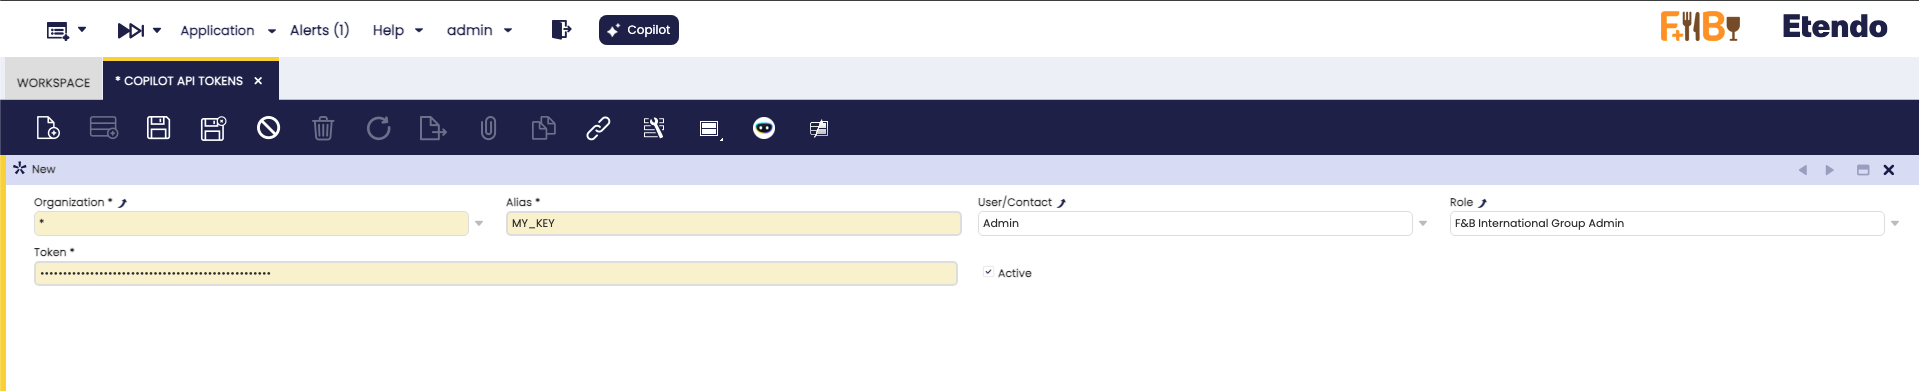 Application Alerts (1) Help admin Copilot F&B Etendo
WORKSPACE * COPILOT API TOKENS
New
Organization * Alias * User/Contact Role
* MY_KEY Admin F&B International Group Admin
Token *
••••••••••••••••••••••••••••••••••••••••••••••••••• Active